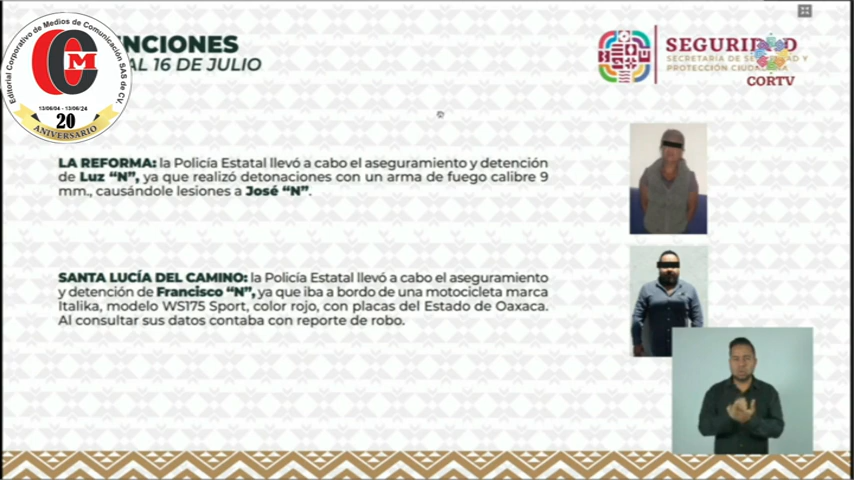 Editorial Corporativo de Medios de Comunicación SAS de CV.
CM
13/06/04 - 13/06/24
20
ANIVERSARIO
NCIONES
AL 16 DE JULIO
SEGURIDAD
SECRETARÍA DE SEGURIDAD Y
PROTECCIÓN CIUDADANA
CORTV
LA REFORMA: la Policía Estatal llevó a cabo el aseguramiento y detención
de Luz “N”, ya que realizó detonaciones con un arma de fuego calibre 9
mm., causándole lesiones a José “N”.
SANTA LUCÍA DEL CAMINO: la Policía Estatal llevó a cabo el aseguramiento
y detención de Francisco “N”, ya que iba a bordo de una motocicleta marca
Italika, modelo WS175 Sport, color rojo, con placas del Estado de Oaxaca.
Al consultar sus datos contaba con reporte de robo.